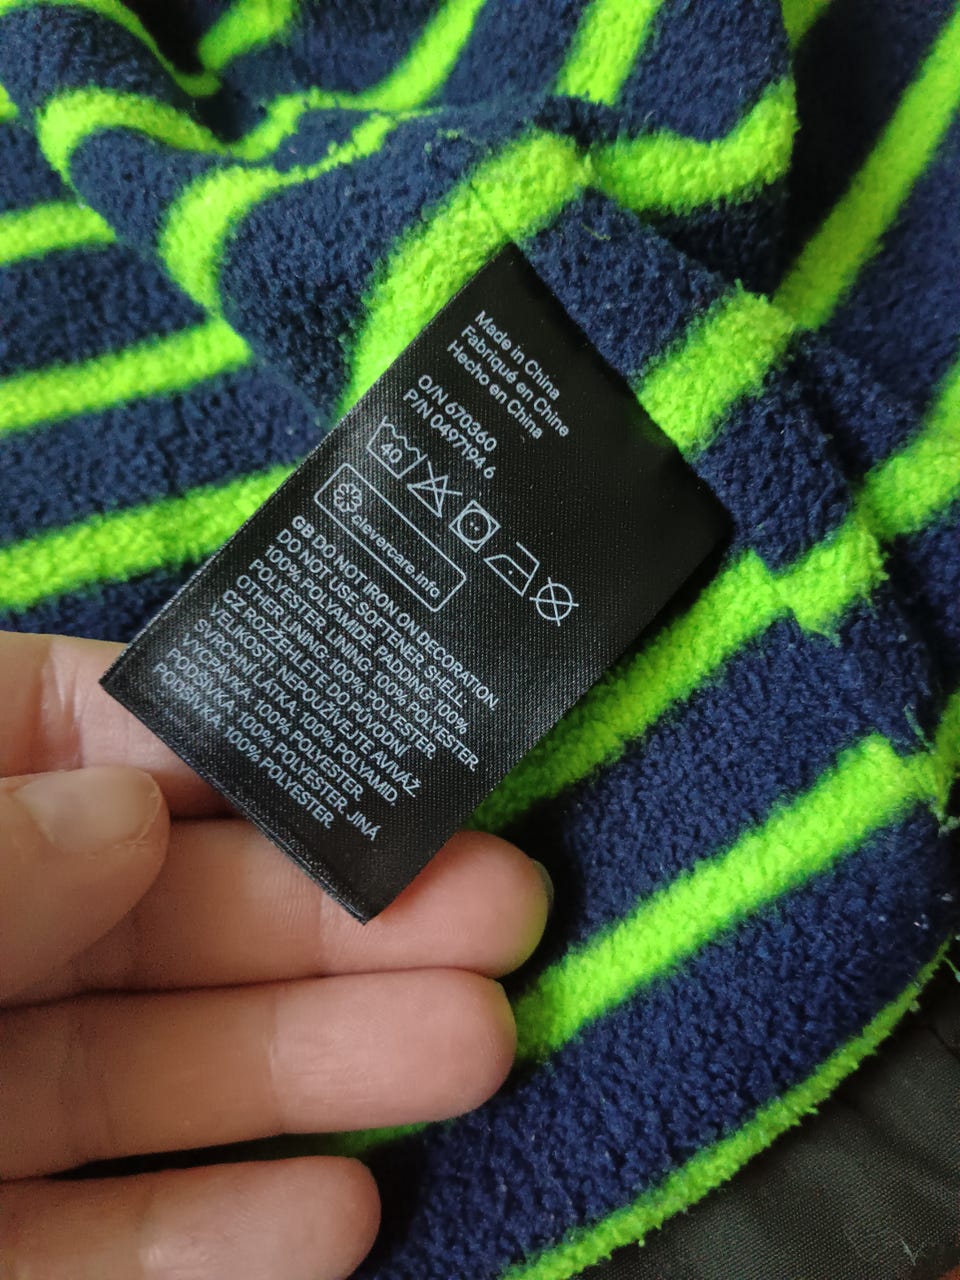 Made in China
Fabriqué en Chine
Hecho en China
O/N 670360
P/N 0497194 6
40
clevercare.info
GB DO NOT IRON ON DECORATION.
DO NOT USE SOFTENER. SHELL:
100% POLYAMIDE. PADDING: 100%
POLYESTER. LINING: 100% POLYESTER.
OTHER LINING: 100% POLYESTER.
CZ ROZŽEHLETE DO PŮVODNÍ
VELIKOSTI. NEPOUŽÍVEJTE AVIVÁŽ.
SVRCHNÍ LÁTKA 100% POLYAMID.
VYCPÁVKA. 100% POLYESTER
PODŠÍVKA. 100% POLYESTER. JINÁ
PODŠÍVKA. 100% POLYESTER.